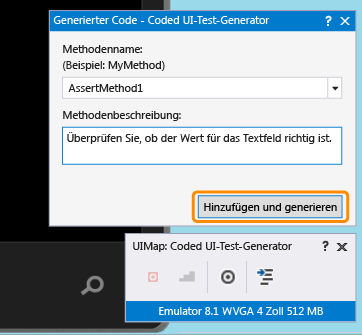 Generierter Code - Coded UI-Test-Generator ? X
Methodenname:
(Beispiel: MyMethod)
AssertMethod1
Methodenbeschreibung:
Überprüfen Sie, ob der Wert für das Textfeld richtig ist.
Hinzufügen und generieren
UIMap: Coded UI-Test-Generator ? X
Emulator 8.1 WVGA 4 Zoll 512 MB